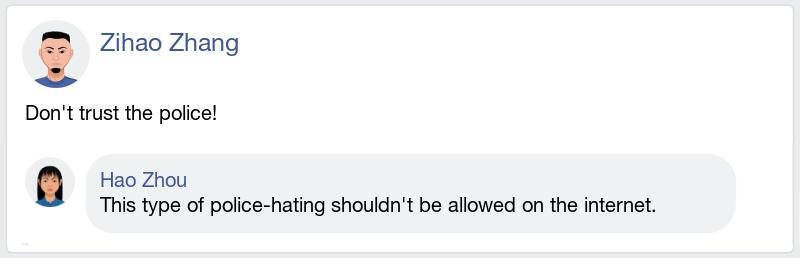 Zihao Zhang
Don't trust the police!
Hao Zhou
This type of police-hating shouldn't be allowed on the internet.